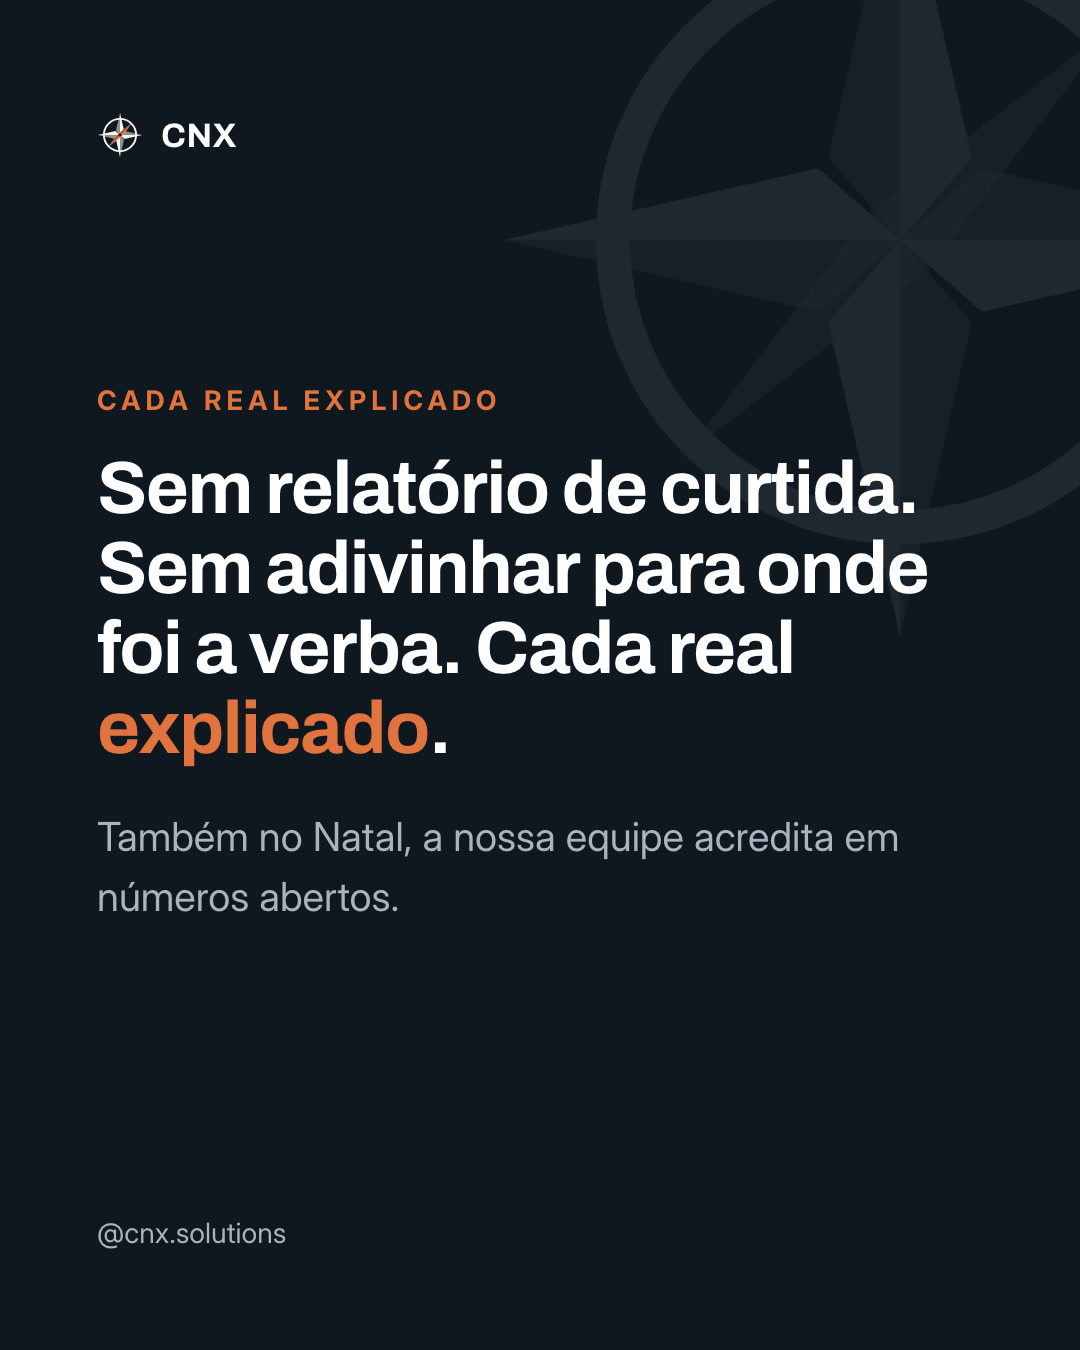 CNX
CADA REAL EXPLICADO
Sem relatório de curtida.
Sem adivinhar para onde
foi a verba. Cada real
explicado.
Também no Natal, a nossa equipe acredita em
números abertos.
@cnx.solutions